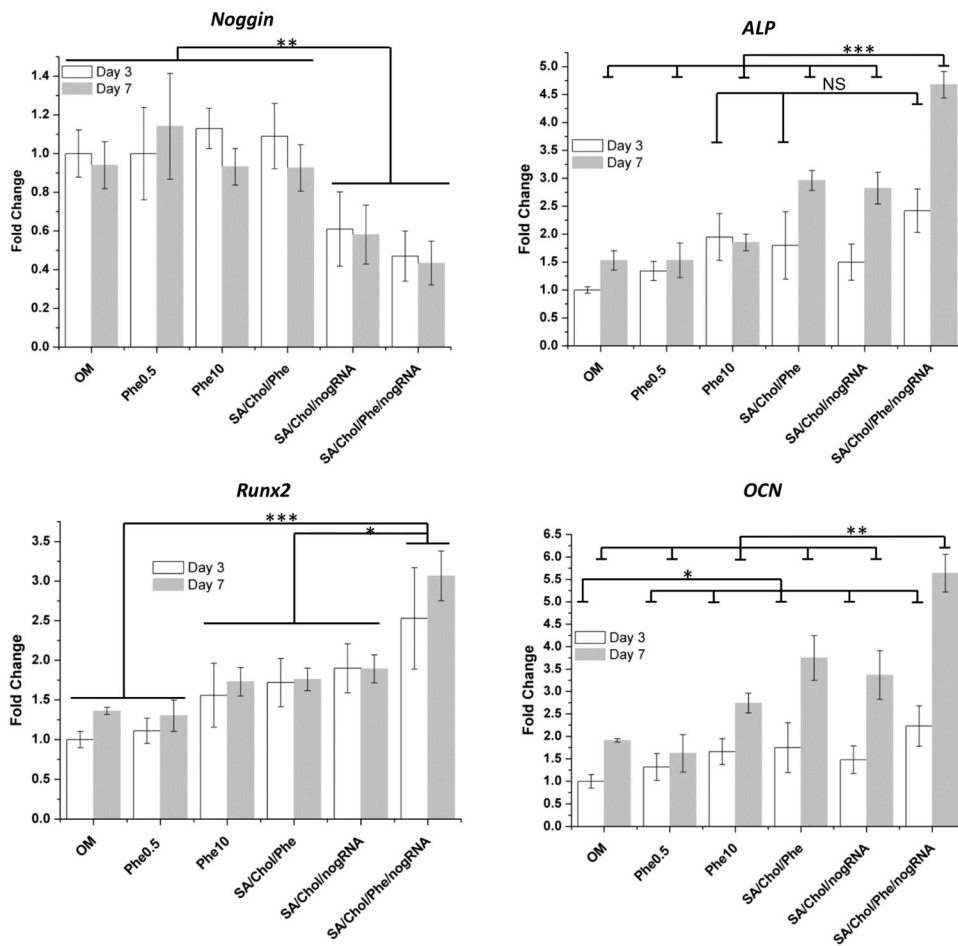 Noggin
**
Day 3
Day 7
Fold Change
1.4
1.2
1.0
0.8
0.6
0.4
0.2
0.0
OM
Phe0.5
Phe10
SA/Chol/Phe
SA/Chol/nogRNA
SA/Chol/Phe/nogRNA
ALP
***
NS
Day 3
Day 7
Fold Change
5.0
4.5
4.0
3.5
3.0
2.5
2.0
1.5
1.0
0.5
0.0
OM
Phe0.5
Phe10
SA/Chol/Phe
SA/Chol/nogRNA
SA/Chol/Phe/nogRNA
Runx2
***
*
Day 3
Day 7
Fold Change
3.5
3.0
2.5
2.0
1.5
1.0
0.5
0.0
OM
Phe0.5
Phe10
SA/Chol/Phe
SA/Chol/nogRNA
SA/Chol/Phe/nogRNA
OCN
**
*
Day 3
Day 7
Fold Change
6.5
6.0
5.5
5.0
4.5
4.0
3.5
3.0
2.5
2.0
1.5
1.0
0.5
0.0
OM
Phe0.5
Phe10
SA/Chol/Phe
SA/Chol/nogRNA
SA/Chol/Phe/nogRNA